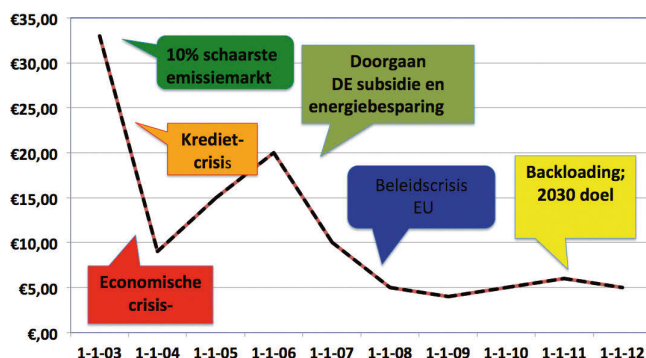 €35,00
€30,00
€25,00
€20,00
€15,00
€10,00
€5,00
€,00
10% schaarste
emissiemarkt
Krediet-
crisis
Economische
crisis-
Doorgaan
DE subsidie en
energiebesparing
Beleidscrisis
EU
Backloading;
2030 doel
1-1-03 1-1-04 1-1-05 1-1-06 1-1-07 1-1-08 1-1-09 1-1-10 1-1-11 1-1-12